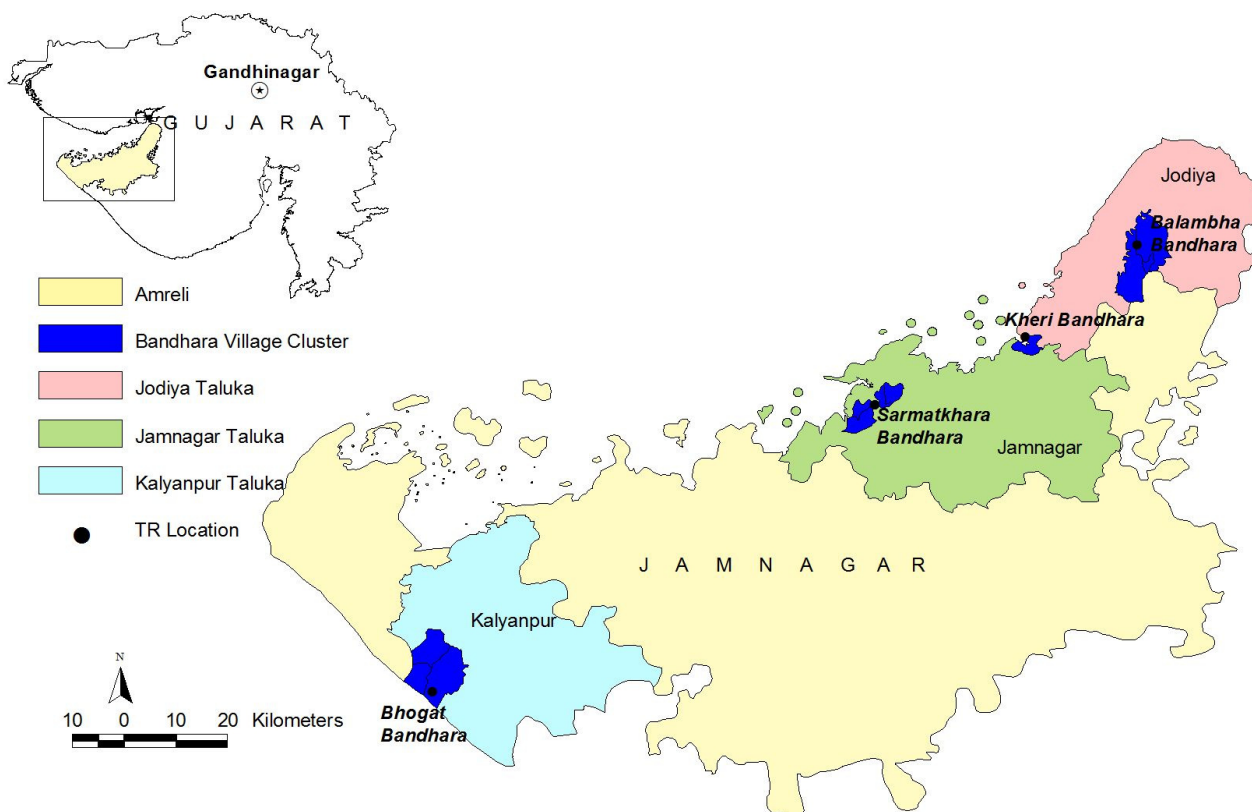 Gandhinagar
G U J A R A T
Amreli
Bandhara Village Cluster
Jodiya Taluka
Jamnagar Taluka
Kalyanpur Taluka
TR Location
Jodiya
Balambha
Bandhara
Kheri Bandhara
Sarmatkhara
Bandhara
Jamnagar
J A M N A G A R
Kalyanpur
Bhogat
Bandhara
N
10 0 10 20 Kilometers